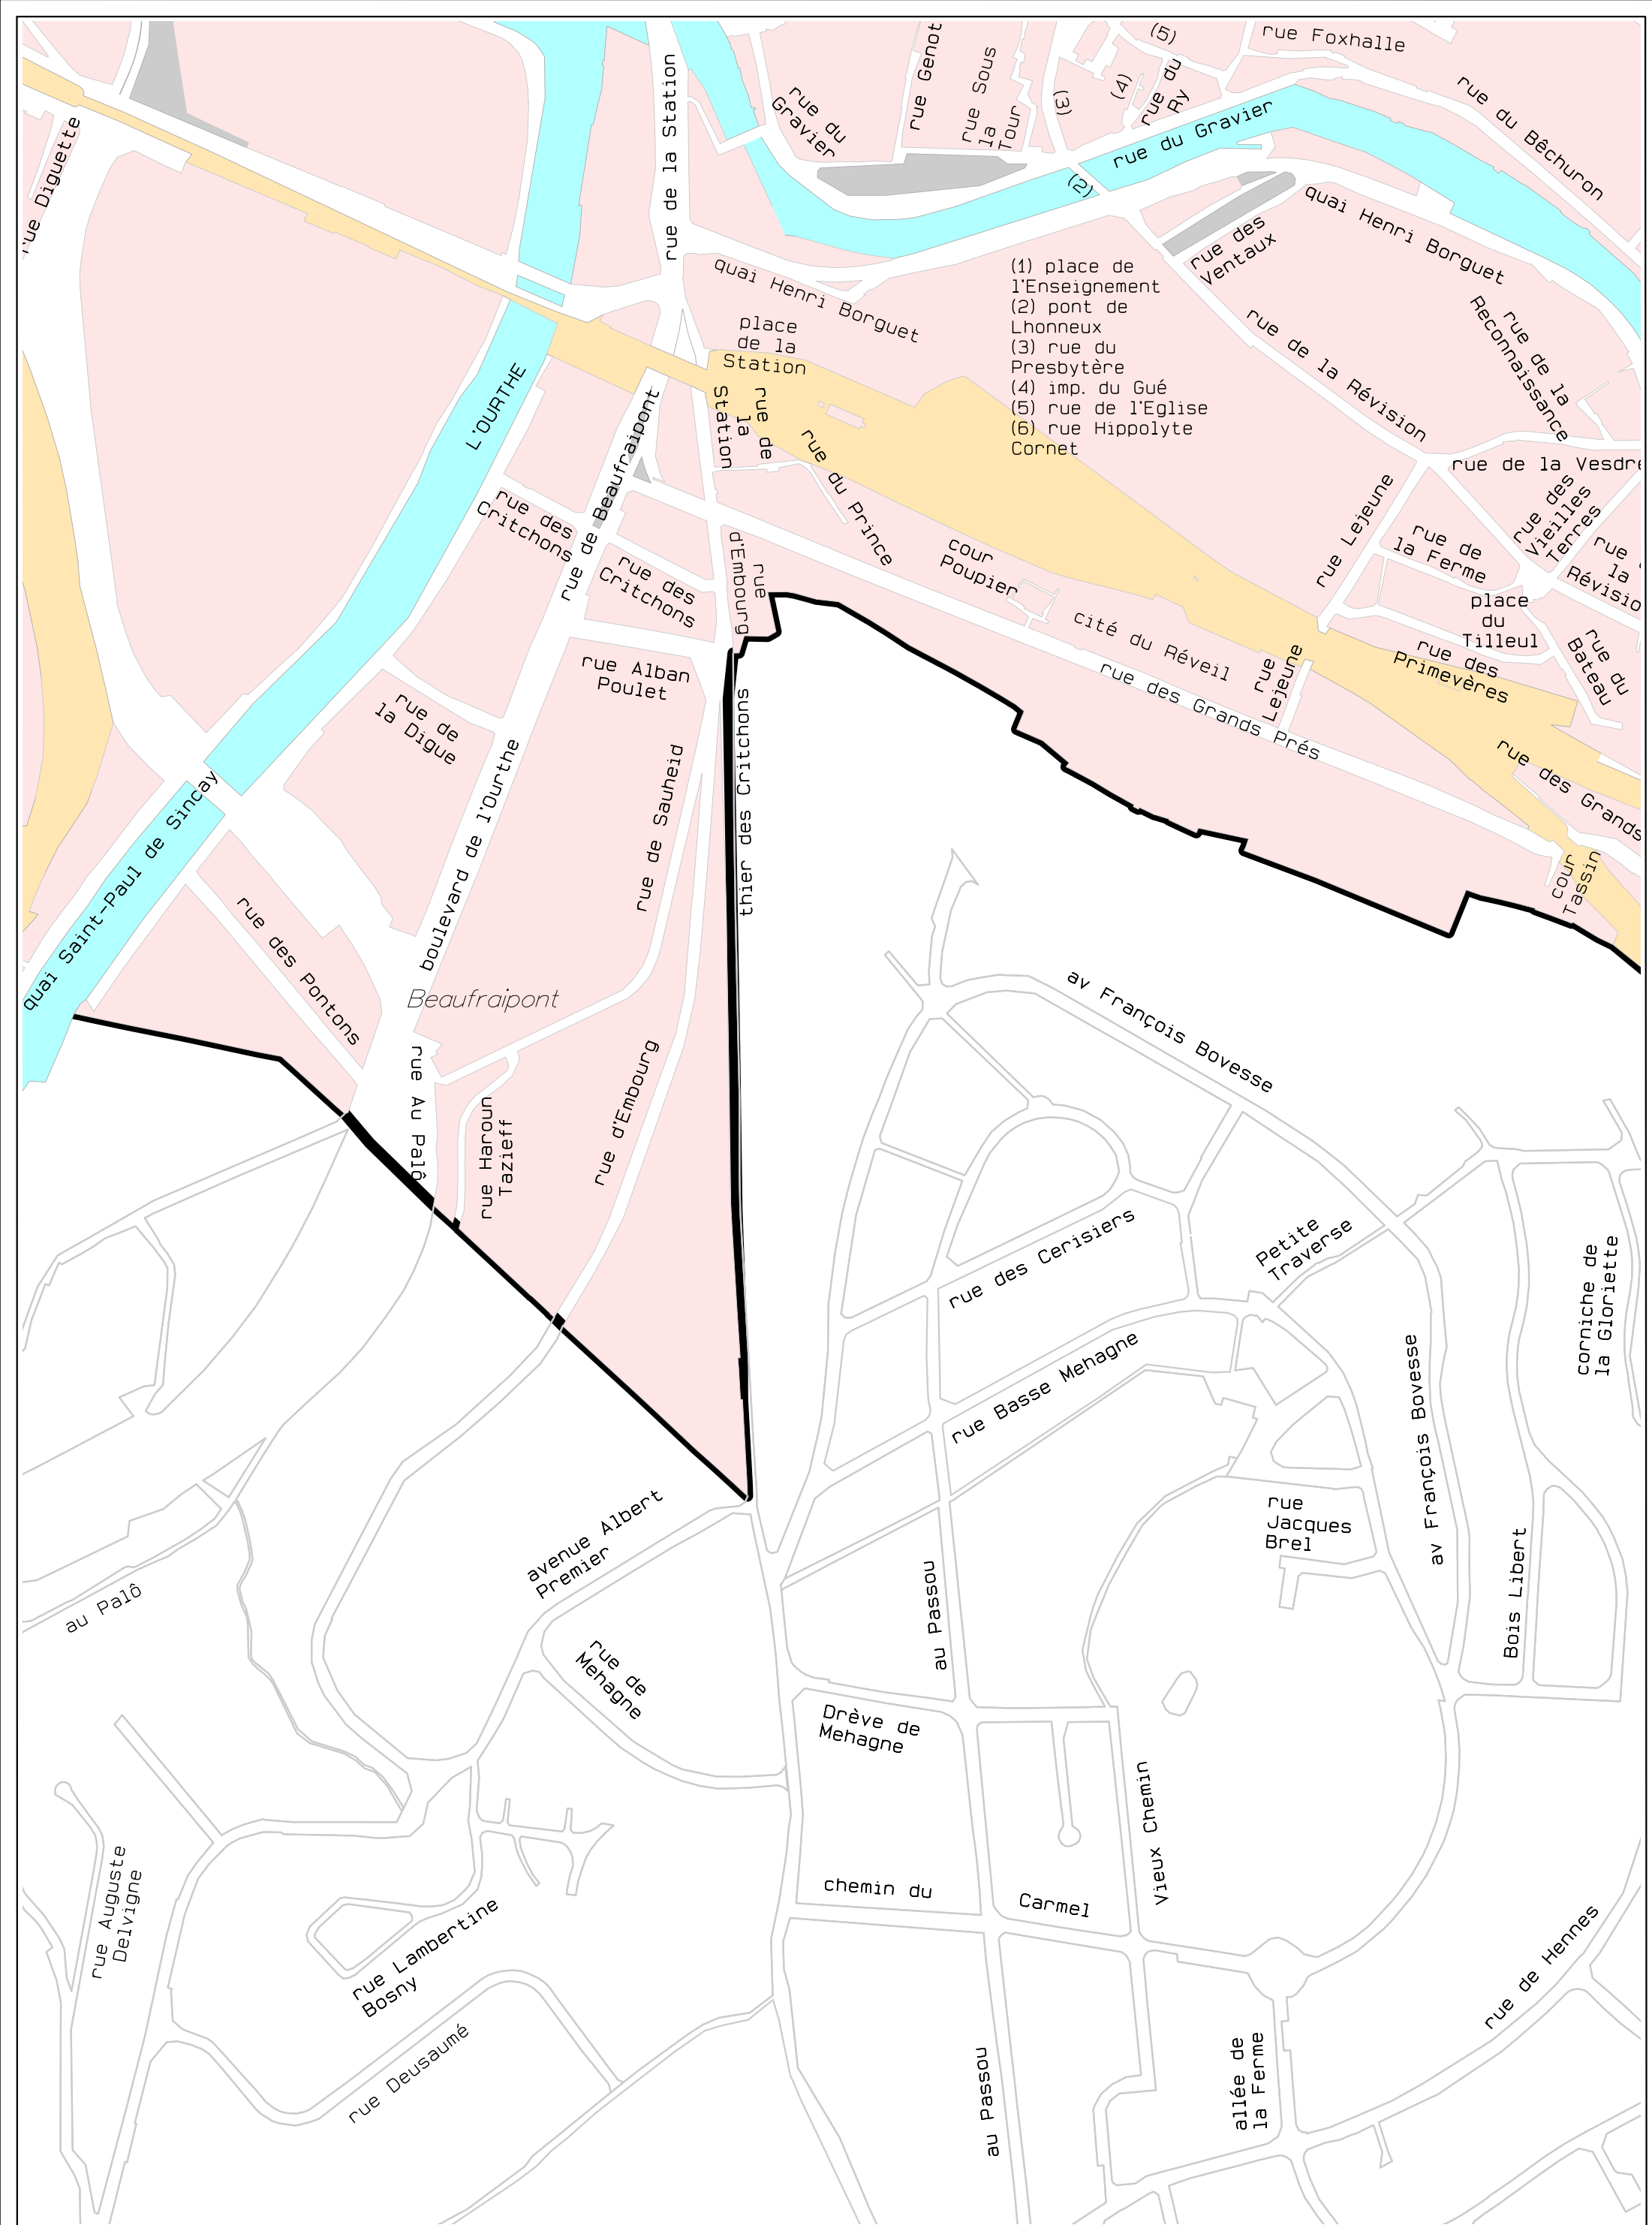 (5)
rue Foxhalle
rue Genot
rue Sous
la
Tour
(3)
(4)
rue du
Ry
rue du Bêchuron
rue de la Station
rue du
Gravier
rue du Gravier
rue Diguette
(2)
quai Henri Borguet
rue des
Ventaux
quai Henri Borguet
(1) place de
l'Enseignement
(2) pont de
Lhonneux
(3) rue du
Presbytère
(4) imp. du Gué
(5) rue de l'Eglise
(6) rue Hippolyte
Cornet
rue de la
Reconnaissance
rue de la Révision
place
de la
Station
L'OURTHE
rue de
la
Station
rue de Beaufraipont
rue du Prince
rue de la Vesdre
rue des
Vieilles
Terres
rue Lejeune
rue des
Critchons
rue de
la Ferme
rue
la
Révisio
rue
d'Embourg
cour
Poupier
rue des
Critchons
place
du
Tilleul
cité du Réveil
rue du
Bateau
rue Alban
Poulet
rue
Lejeune
rue des
Primevères
rue des Grands Prés
rue de
la Digue
thier des Critchons
rue de Sauheid
boulevard de l'Ourthe
rue des Grands
quai Saint-Paul de Sincay
cour
Tassin
rue des Pontons
Beaufraipont
av François Bovesse
rue Au Palô
rue d'Embourg
rue Haroun
Tazieff
rue des Cerisiers
Petite
Traverse
corniche de
la Gloriette
rue Basse Mehagne
av François Bovesse
avenue Albert
Premier
rue
Jacques
Brel
au Palô
au Passou
Bois Libert
rue de
Mehagne
Drève de
Mehagne
Vieux Chemin
rue Auguste
Delvigne
chemin du
Carmel
rue Lambertine
Bosny
rue de Hennes
rue Deusaumé
au Passou
allée de
la Ferme